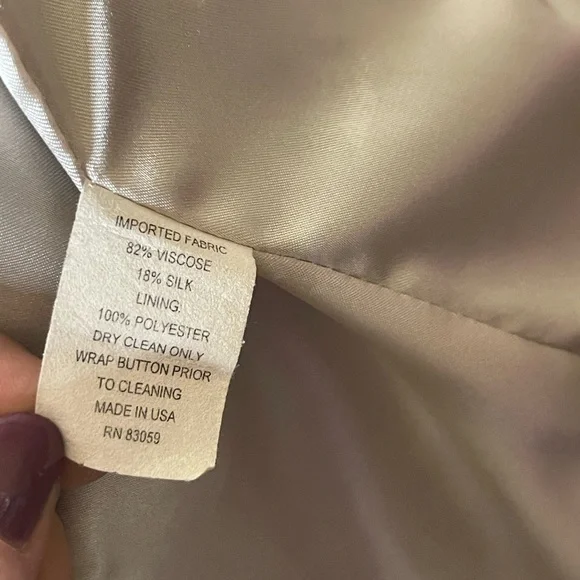 IMPORTED FABRIC
82% VISCOSE
18% SILK
LINING.
100% POLYESTER
DRY CLEAN ONLY
WRAP BUTTON PRIOR
TO CLEANING
MADE IN USA
RN 83059